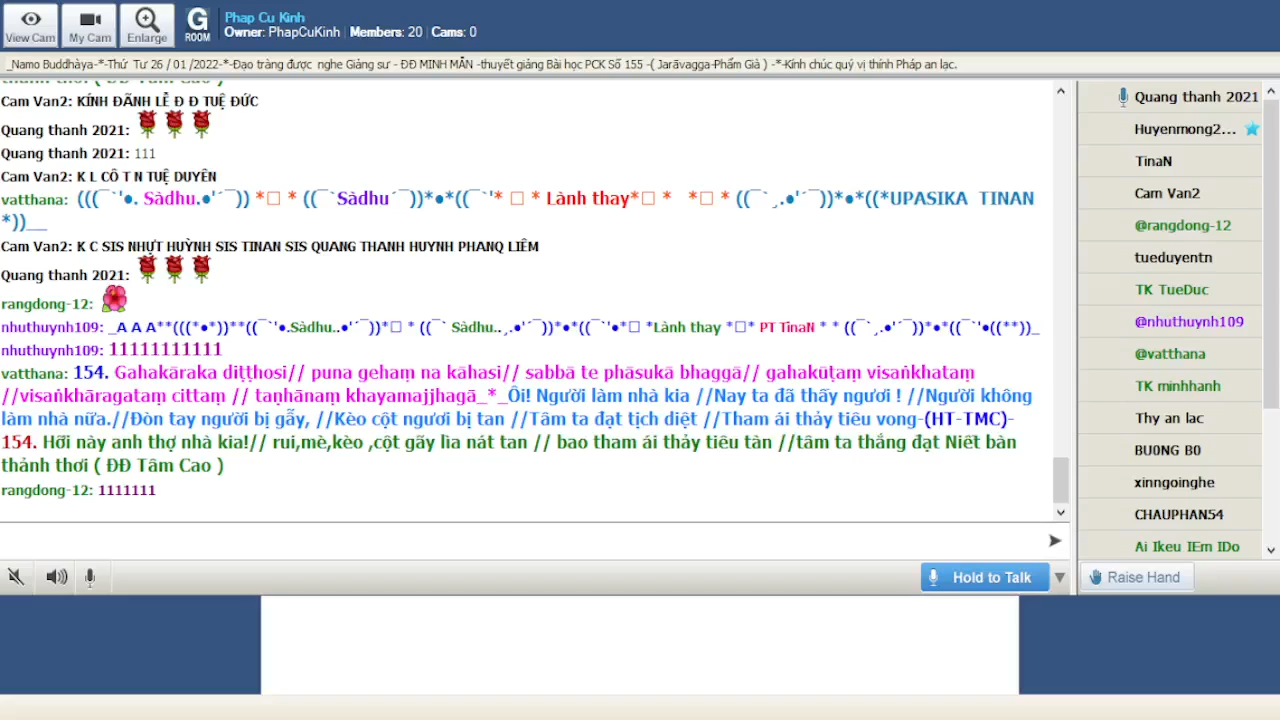 View Cam
My Cam
Enlarge
G
ROOM
Phap Cu Kinh
Owner: PhapCuKinh | Members: 20 | Cams: 0
_Namo Buddhàya-*-Thứ Tư 26 / 01 /2022-*-Đạo tràng được nghe Giảng sư - ĐĐ MINH MẪN -thuyết giảng Bài học PCK Số 155 -( Jarāvagga-Phẩm Già ) -*-Kính chúc quý vị thính Pháp an lạc.
Cam Van2: KÍNH ĐÃNH LỄ Đ Đ TUỆ ĐỨC
Quang thanh 2021:
Quang thanh 2021: 111
Cam Van2: K L CÔ T N TUỆ DUYÊN
vatthana: (((¯`'•. Sàdhu.•'´¯)) *□ * ((¯`Sàdhu´¯))*•*((¯`'* □ * Lành thay*□ * *□ * ((¯`¸.•'´¯))*•*((*UPASIKA TINAN
*))__
Cam Van2: K C SIS NHỰT HUỲNH SIS TINAN SIS QUANG THANH HUYNH PHANQ LIÊM
Quang thanh 2021:
rangdong-12:
nhuthuynh109: _A A A**(((*•*))**((¯`'•.Sàdhu..•'´¯))*□ * ((¯` Sàdhu..¸.•'´¯))*•*((¯`'•*□ *Lành thay *□* PT TinaN * * ((¯`¸.•'´¯))*•*((¯`'•((**))_
nhuthuynh109: 11111111111
vatthana: 154. Gahakāraka diṭṭhosi// puna gehaṃ na kāhasi// sabbā te phāsukā bhaggā// gahakūṭaṃ visaṅkhataṃ
//visaṅkhāragataṃ cittaṃ // taṇhānaṃ khayamajjhagā_*_Ôi! Người làm nhà kia //Nay ta đã thấy ngươi ! //Người không
làm nhà nữa.//Đòn tay người bị gẫy, //Kèo cột ngươi bị tan //Tâm ta đạt tịch diệt //Tham ái thảy tiêu vong-(HT-TMC)-
154. Hỡi này anh thợ nhà kia!// rui,mè,kèo ,cột gãy lìa nát tan // bao tham ái thảy tiêu tàn //tâm ta thắng đạt Niết bàn
thảnh thơi ( ĐĐ Tâm Cao )
rangdong-12: 1111111
Quang thanh 2021
Huyenmong2...
TinaN
Cam Van2
@rangdong-12
tueduyentn
TK TueDuc
@nhuthuynh109
@vatthana
TK minhhanh
Thy an lac
BU0NG B0
xinngoinghe
CHAUPHAN54
Ai Ikeu IEm IDo
Hold to Talk
Raise Hand